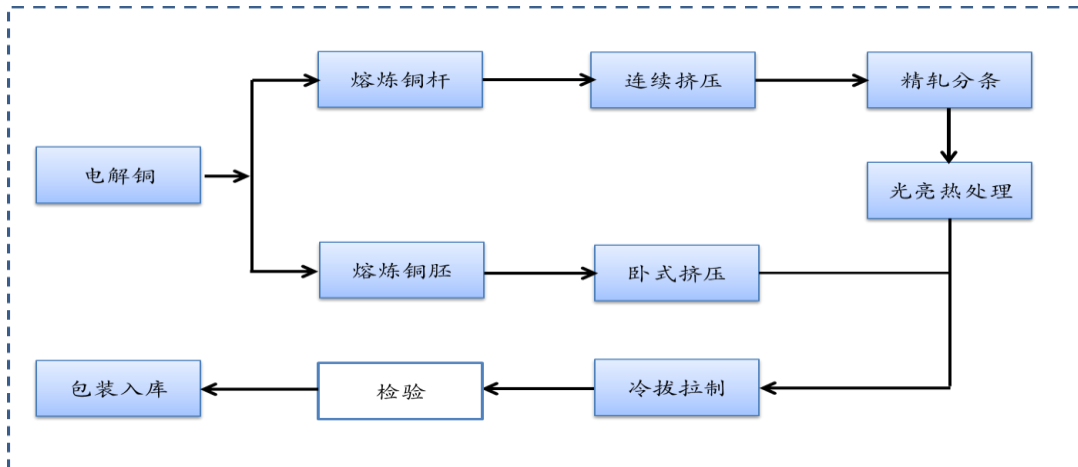 熔炼铜杆
连续挤压
精轧分条
电解铜
光亮热处理
熔炼铜胚
卧式挤压
包装入库
检验
冷拔拉制